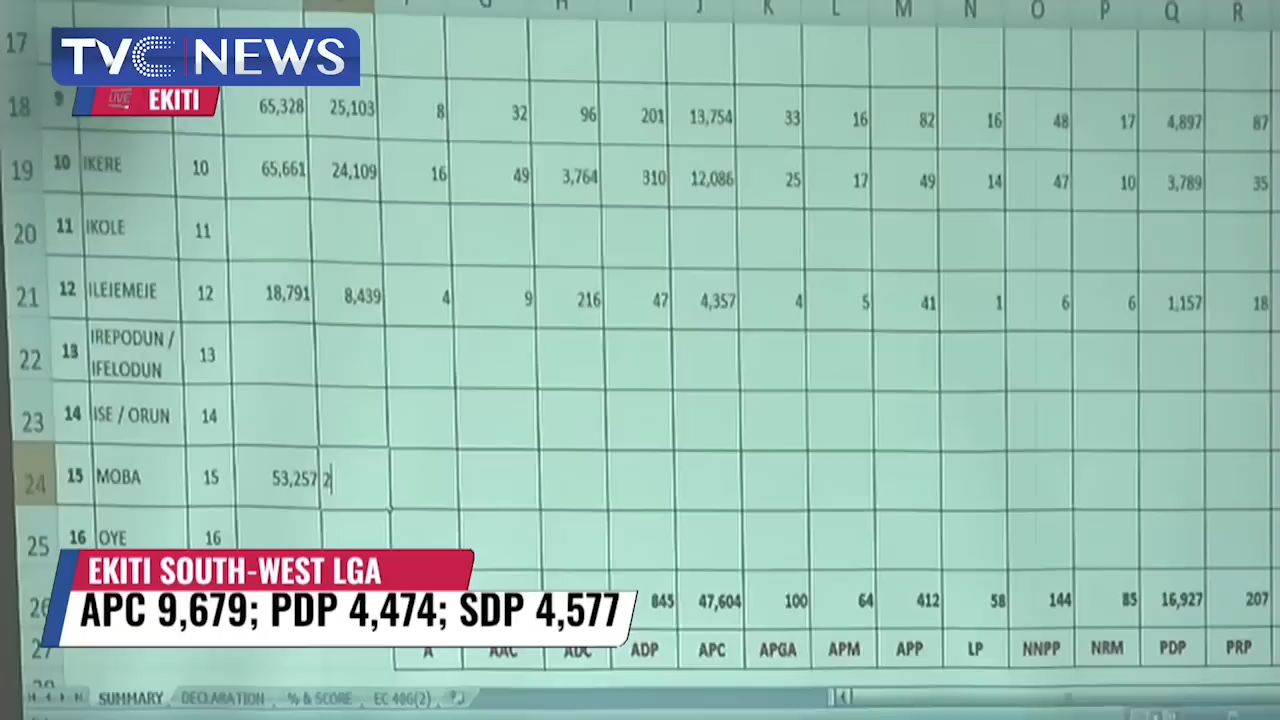 G H I J K L M N O P Q R
17
TVC NEWS
LIVE EKITI
18 9 65,328 25,103 8 32 96 201 13,754 33 16 82 16 48 17 4,897 87
19 10 IKERE 10 65,661 24,109 16 49 3,764 310 12,086 25 17 49 14 47 10 3,789 35
20 11 IKOLE 11
21 12 ILEJEMEJE 12 18,791 8,439 4 9 216 47 4,357 4 5 41 1 6 6 1,157 18
22 13 IREPODUN / IFELODUN 13
23 14 ISE / ORUN 14
24 15 MOBA 15 53,257 2
25 16 OYE 16
EKITI SOUTH-WEST LGA
APC 9,679; PDP 4,474; SDP 4,577
26 845 47,604 100 64 412 58 144 85 16,927 207
27 A AAC ADC ADP APC APGA APM APP LP NNPP NRM PDP PRP
SUMMARY DECLARATION % & SCORE EC 40G(2)